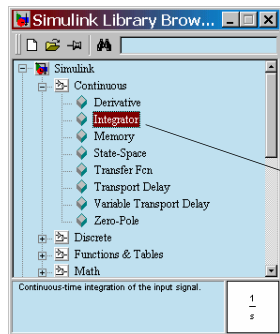 Simulink Library Brow...
Simulink
Continuous
Derivative
Integrator
Memory
State-Space
Transfer Fcn
Transport Delay
Variable Transport Delay
Zero-Pole
Discrete
Functions & Tables
Math
Continuous-time integration of the input signal.
1
s